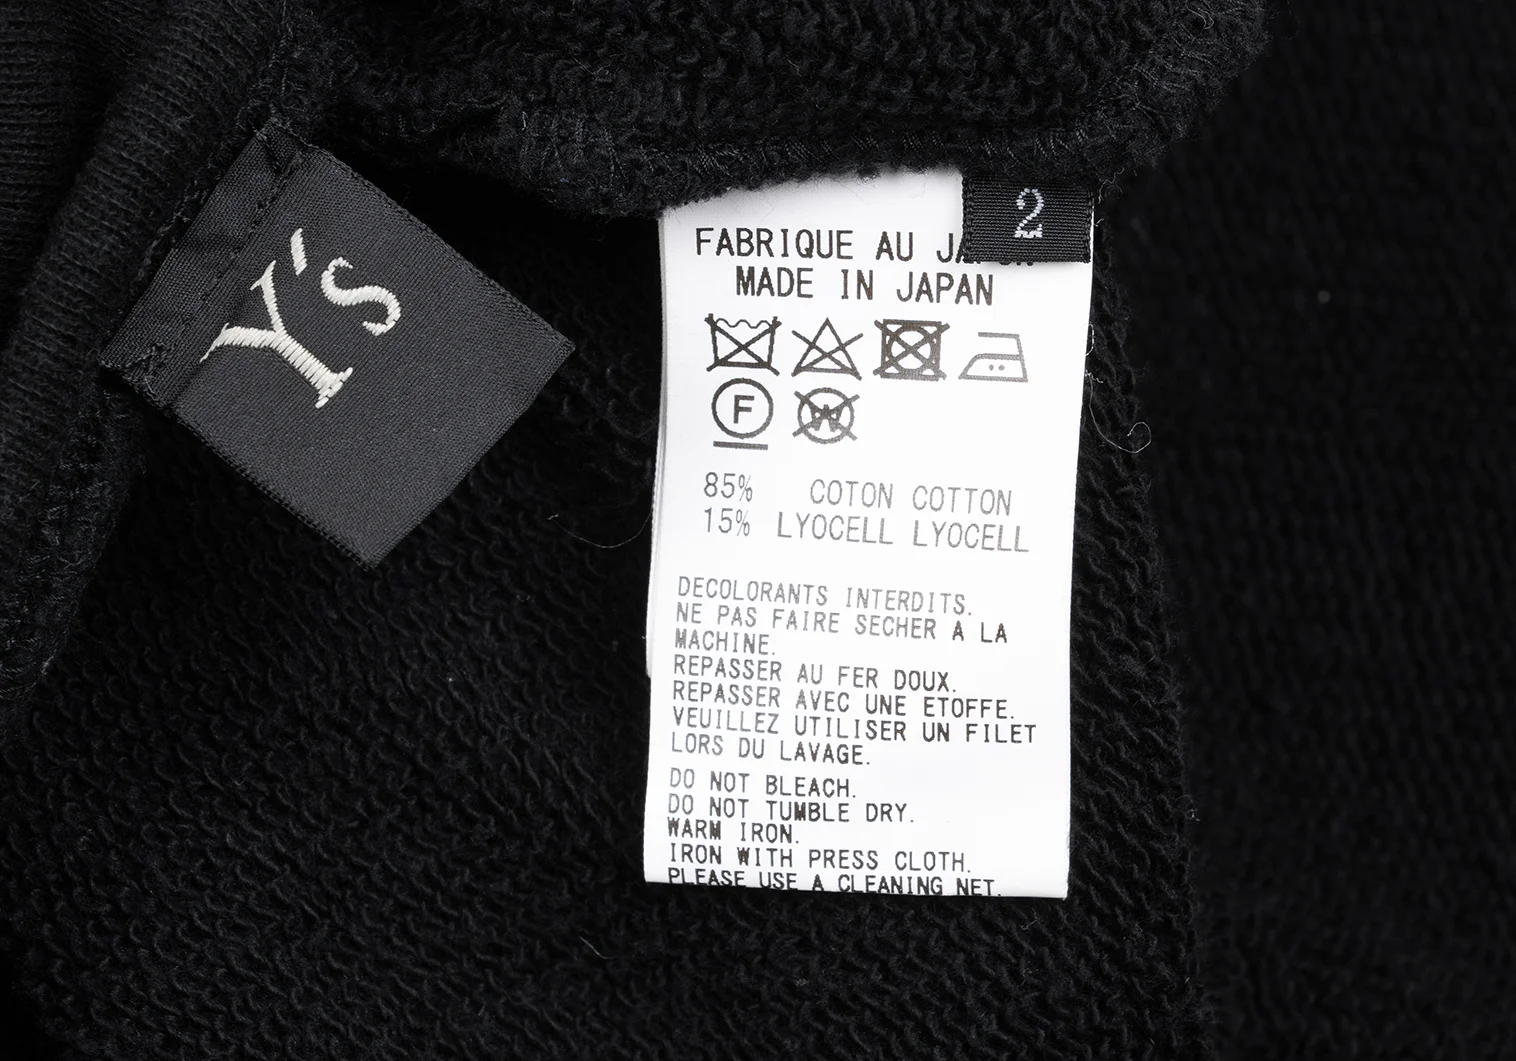 Y's
2
FABRIQUE AU
MADE IN JAPAN
F
W
85% COTON COTTON
15% LYOCELL LYOCELL
DECOLORANTS INTERDITS.
NE PAS FAIRE SECHER A LA
MACHINE.
REPASSER AU FER DOUX.
REPASSER AVEC UNE ETOFFE.
VEUILLEZ UTILISER UN FILET
LORS DU LAVAGE.
DO NOT BLEACH.
DO NOT TUMBLE DRY.
WARM IRON.
IRON WITH PRESS CLOTH.
PLEASE USE A CLEANING NET.